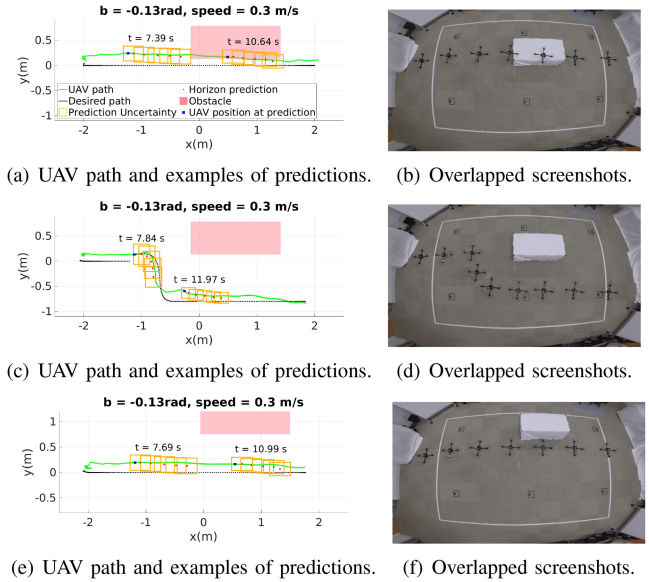 b = -0.13rad, speed = 0.3 m/s
0.5
0
-0.5
-1
y(m)
t = 7.39 s
t = 10.64 s
UAV path
Horizon prediction
Desired path
Obstacle
Prediction Uncertainty
UAV position at prediction
-2
-1
0
1
2
x(m)
(a) UAV path and examples of predictions.
(b) Overlapped screenshots.
b = -0.13rad, speed = 0.3 m/s
0.5
0
-0.5
-1
y(m)
t = 7.84 s
t = 11.97 s
-2
-1
0
1
2
x(m)
(c) UAV path and examples of predictions.
(d) Overlapped screenshots.
b = -0.13rad, speed = 0.3 m/s
1
0.5
0
-0.5
y(m)
t = 7.69 s
t = 10.99 s
-2
-1
0
1
2
x(m)
(e) UAV path and examples of predictions.
(f) Overlapped screenshots.